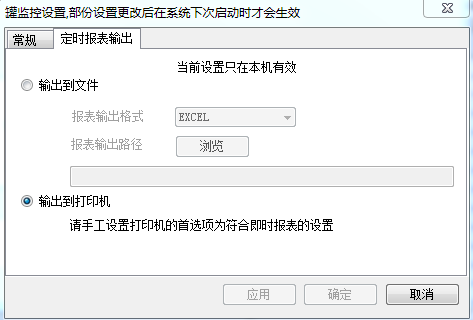 罐监控设置,部份设置更改后在系统下次启动时才会生效
常规 定时报表输出
当前设置只在本机有效
输出到文件
报表输出格式 EXCEL
报表输出路径 浏览
输出到打印机
请手工设置打印机的首选项为符合即时报表的设置
应用 确定 取消